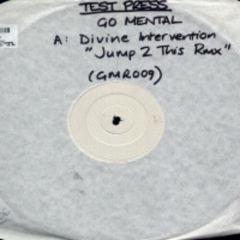 TEST PRESS
GO MENTAL
A: Divine Intervention
"Jump 2 This Rmx"
(GMR009)